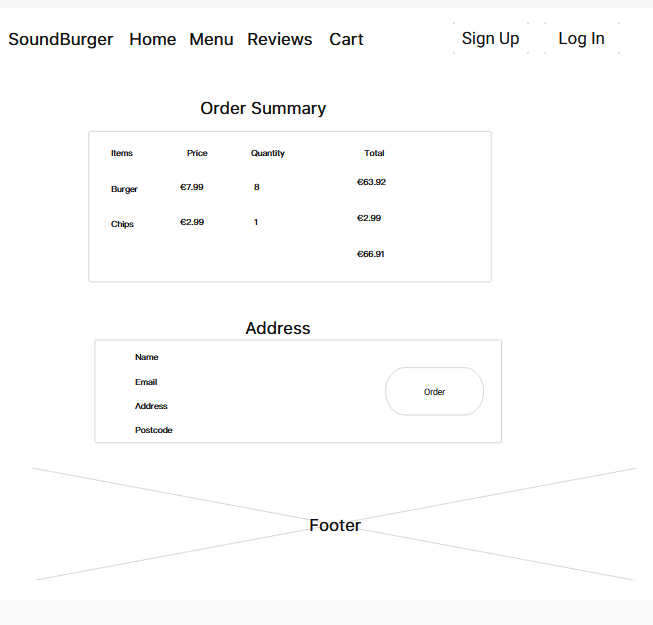 SoundBurger Home Menu Reviews Cart Sign Up Log In
Order Summary
Items Price Quantity Total
Burger €7.99 8 €63.92
Chips €2.99 1 €2.99
€66.91
Address
Name
Email
Order
Address
Postcode
Footer